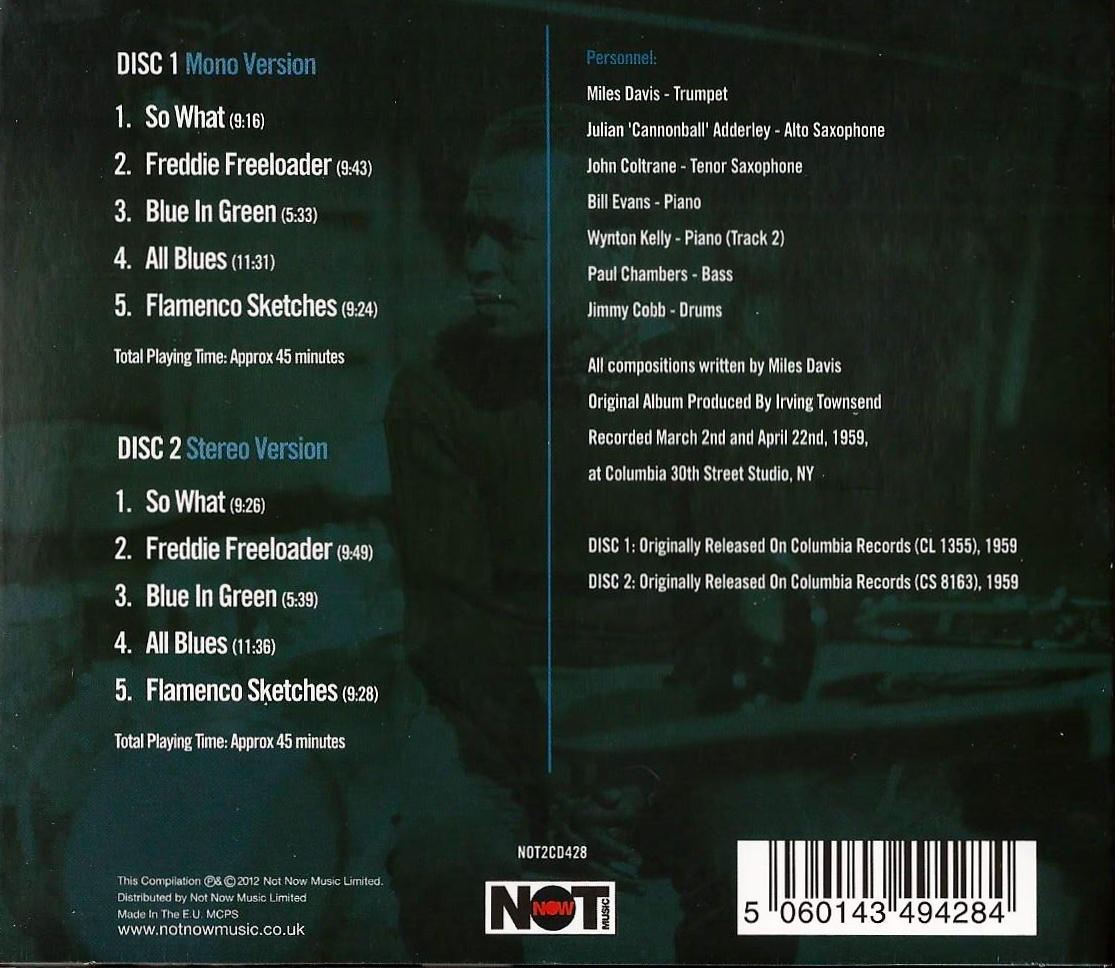 DISC 1 Mono Version
1. So What (9:16)
2. Freddie Freeloader (9:43)
3. Blue In Green (5:33)
4. All Blues (11:31)
5. Flamenco Sketches (9:24)
Total Playing Time: Approx 45 minutes
DISC 2 Stereo Version
1. So What (9:26)
2. Freddie Freeloader (9:49)
3. Blue In Green (5:39)
4. All Blues (11:36)
5. Flamenco Sketches (9:28)
Total Playing Time: Approx 45 minutes
Personnel:
Miles Davis - Trumpet
Julian 'Cannonball' Adderley - Alto Saxophone
John Coltrane - Tenor Saxophone
Bill Evans - Piano
Wynton Kelly - Piano (Track 2)
Paul Chambers - Bass
Jimmy Cobb - Drums
All compositions written by Miles Davis
Original Album Produced By Irving Townsend
Recorded March 2nd and April 22nd, 1959,
at Columbia 30th Street Studio, NY
DISC 1: Originally Released On Columbia Records (CL 1355), 1959
DISC 2: Originally Released On Columbia Records (CS 8163), 1959
This Compilation ℗&©2012 Not Now Music Limited.
Distributed by Not Now Music Limited
Made In The E.U. MCPS
www.notnowmusic.co.uk
NOT2CD428
NOT NOW MUSIC
5 060143 494284